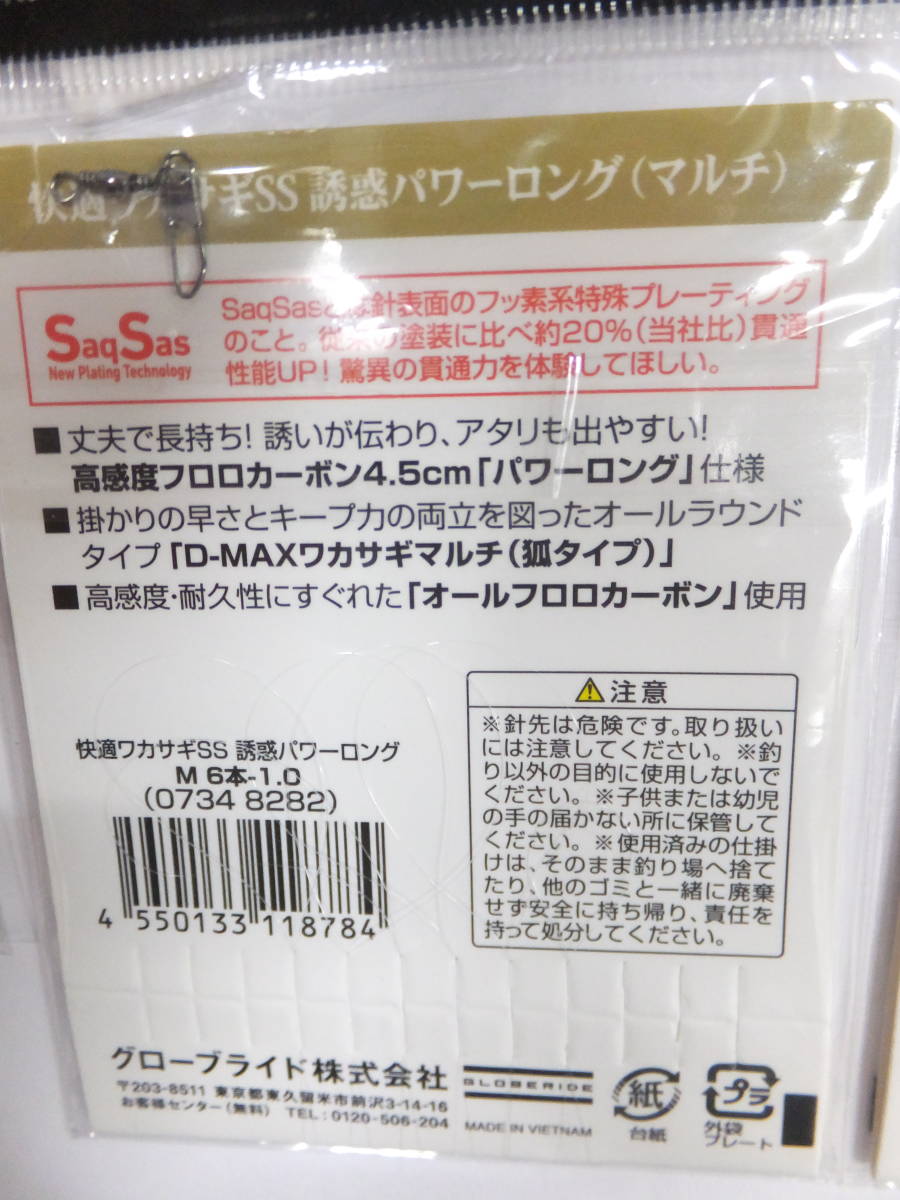 快適ワカサギSS 誘惑パワーロング(マルチ)
SaqSas
New Plating Technology
SaqSasとは針表面のフッ素系特殊プレーティング
のこと。従来の塗装に比べ約20%(当社比)貫通
性能UP! 驚異の貫通力を体験してほしい。
■ 丈夫で長持ち! 誘いが伝わり、アタリも出やすい!
高感度フロロカーボン4.5cm「パワーロング」仕様
■ 掛かりの早さとキープ力の両立を図ったオールラウンド
タイプ「D-MAXワカサギマルチ(狐タイプ)」
■ 高感度・耐久性にすぐれた「オールフロロカーボン」使用
快適ワカサギSS 誘惑パワーロング
M 6本-1.0
(0734 8282)
4 550133 118784
注意
※針先は危険です。取り扱い
には注意してください。 ※釣
り以外の目的に使用しないで
ください。 ※子供または幼児
の手の届かない所に保管して
ください。 ※使用済みの仕掛
けは、そのまま釣り場へ捨て
たり、他のゴミと一緒に廃棄
せず安全に持ち帰り、責任を
持って処分してください。
グローブライド株式会社
〒203-8511 東京都東久留米市前沢3-14-16
お客様センター(無料) TEL:0120-506-204
GLOBERIDE
MADE IN VIETNAM
紙
台紙
プラ
外袋
プレート